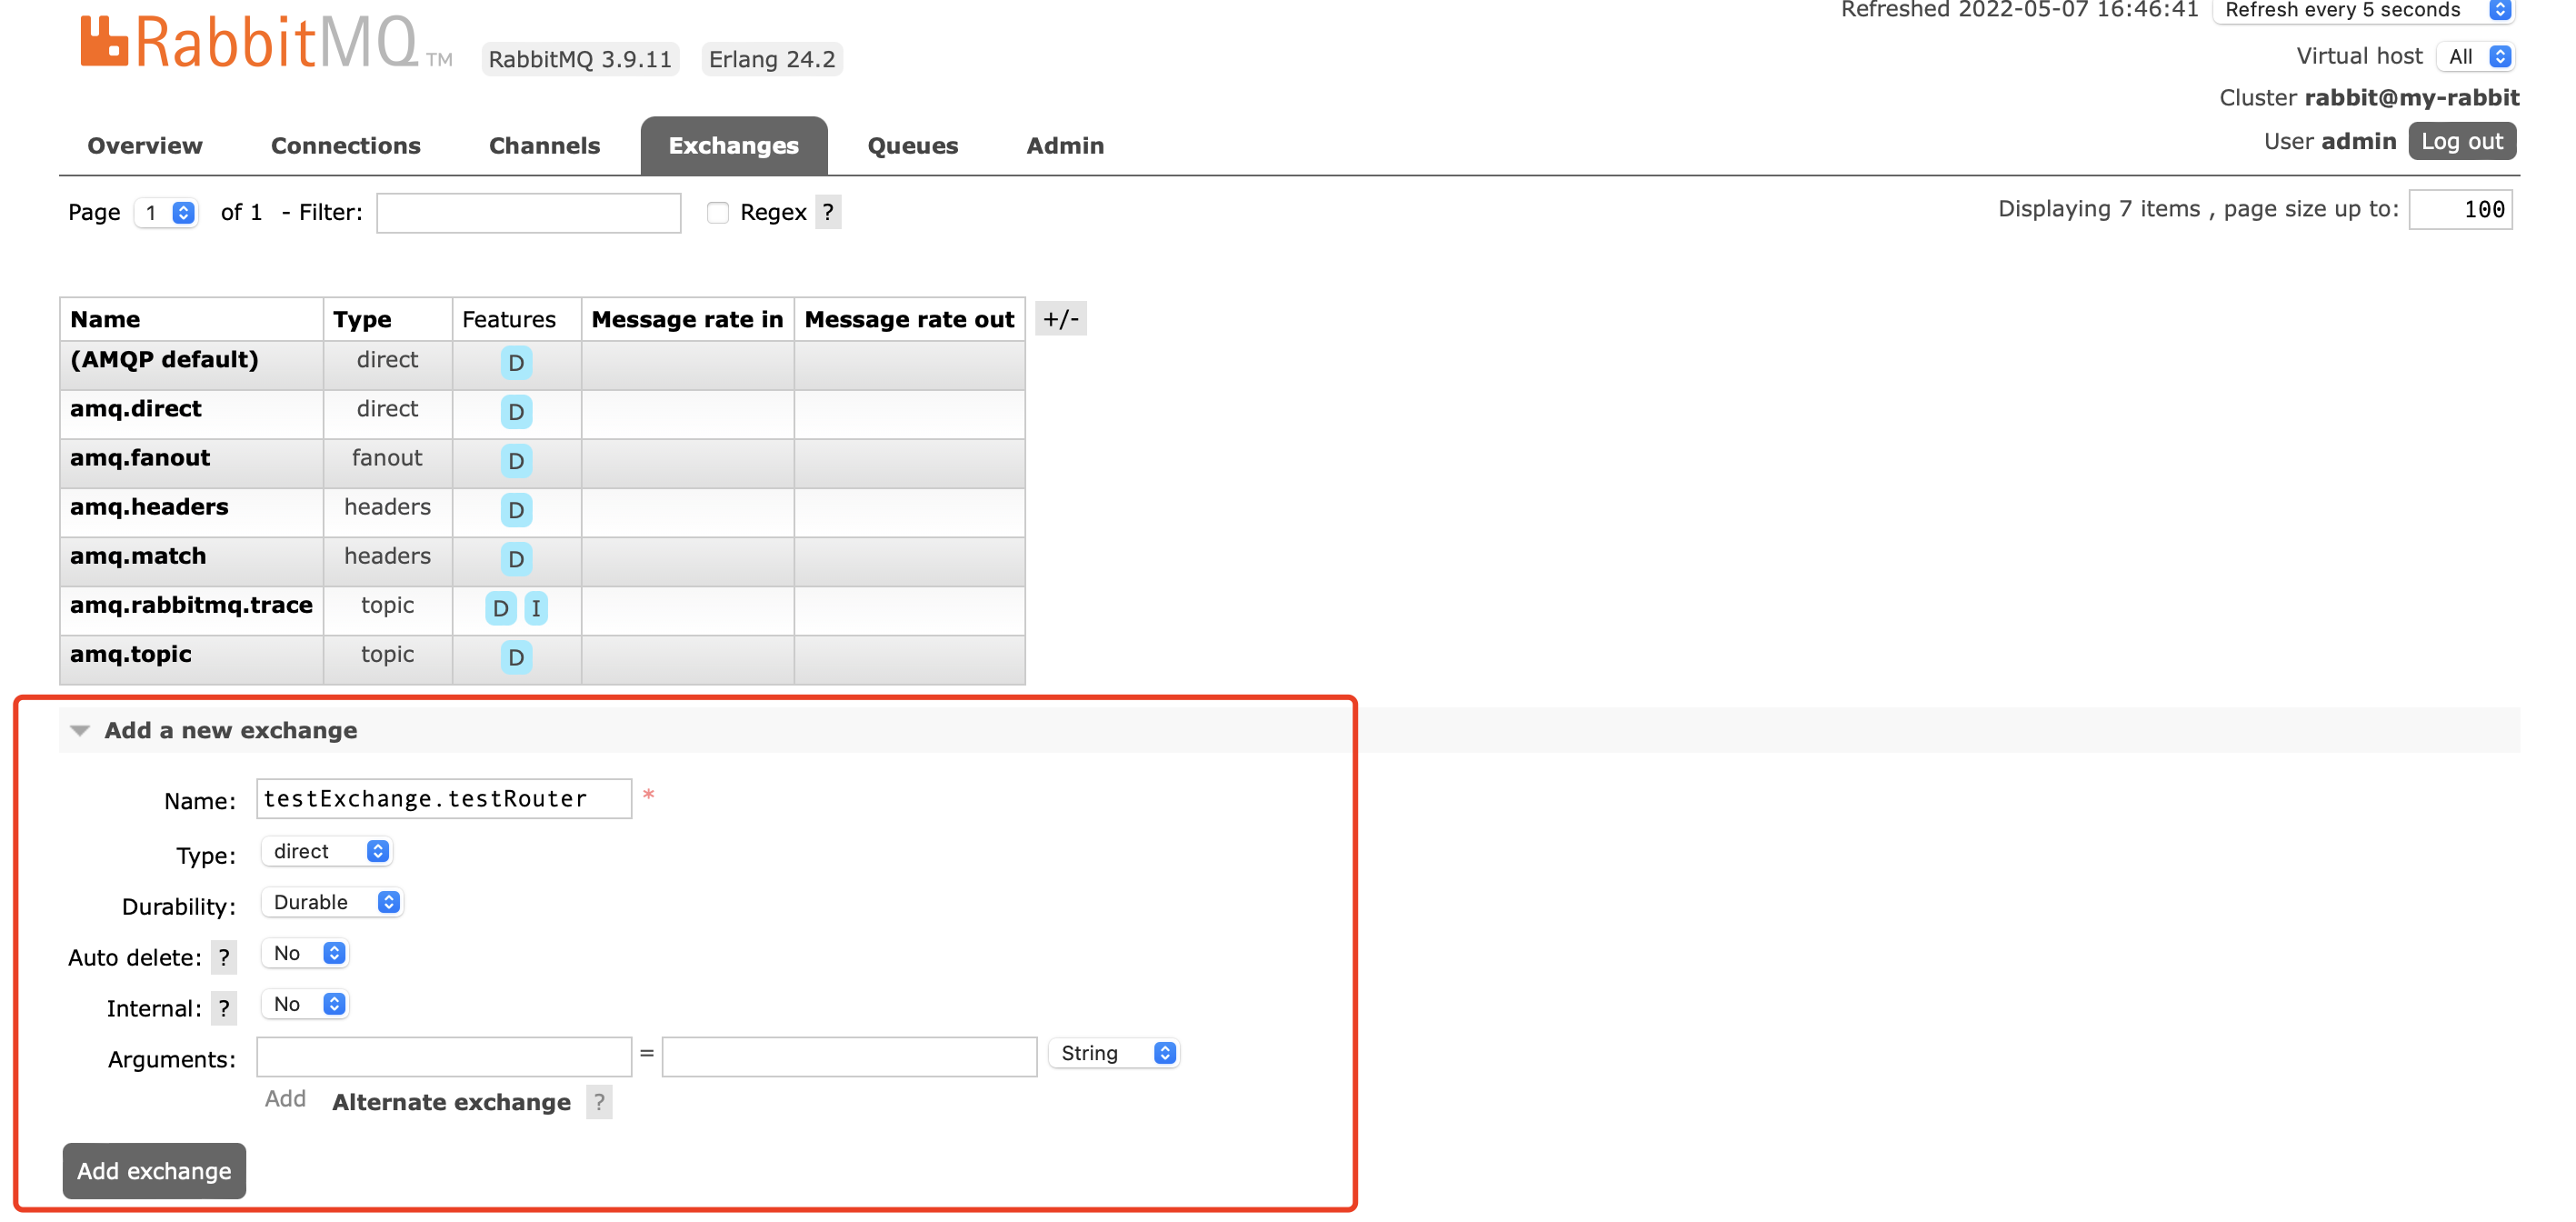 Refreshed 2022-05-07 16:46:41 Refresh every 5 seconds
RabbitMQ TM RabbitMQ 3.9.11 Erlang 24.2
Virtual host All
Cluster rabbit@my-rabbit
Overview Connections Channels Exchanges Queues Admin
User admin Log out
Page 1 of 1 - Filter: Regex ?
Displaying 7 items , page size up to: 100
Name Type Features Message rate in Message rate out +/-
(AMQP default) direct D
amq.direct direct D
amq.fanout fanout D
amq.headers headers D
amq.match headers D
amq.rabbitmq.trace topic D I
amq.topic topic D
Add a new exchange
Name: testExchange.testRouter *
Type: direct
Durability: Durable
Auto delete: ? No
Internal: ? No
Arguments: = String
Add Alternate exchange ?
Add exchange